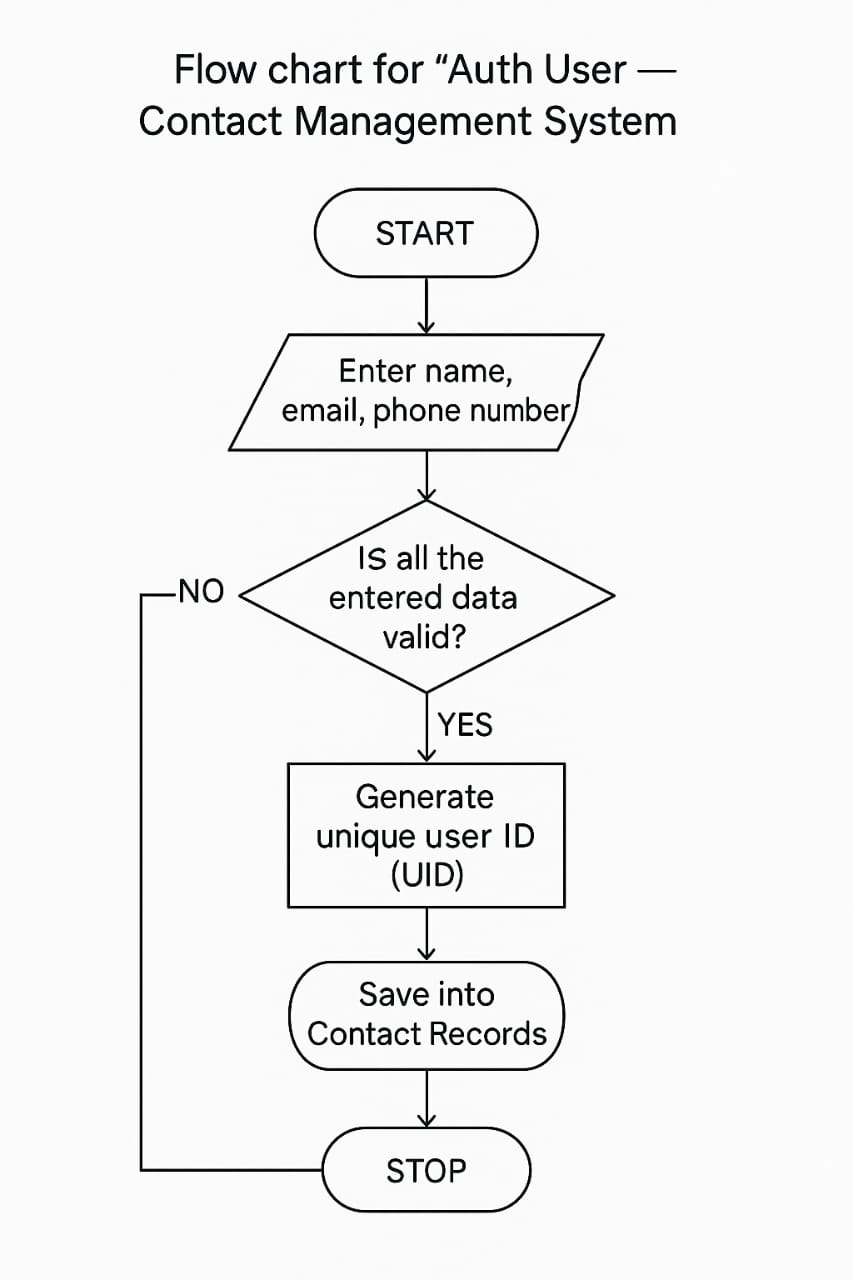 Flow chart for “Auth User —
Contact Management System
START
Enter name,
email, phone number
IS all the
entered data
valid?
NO
YES
Generate
unique user ID
(UID)
Save into
Contact Records
STOP